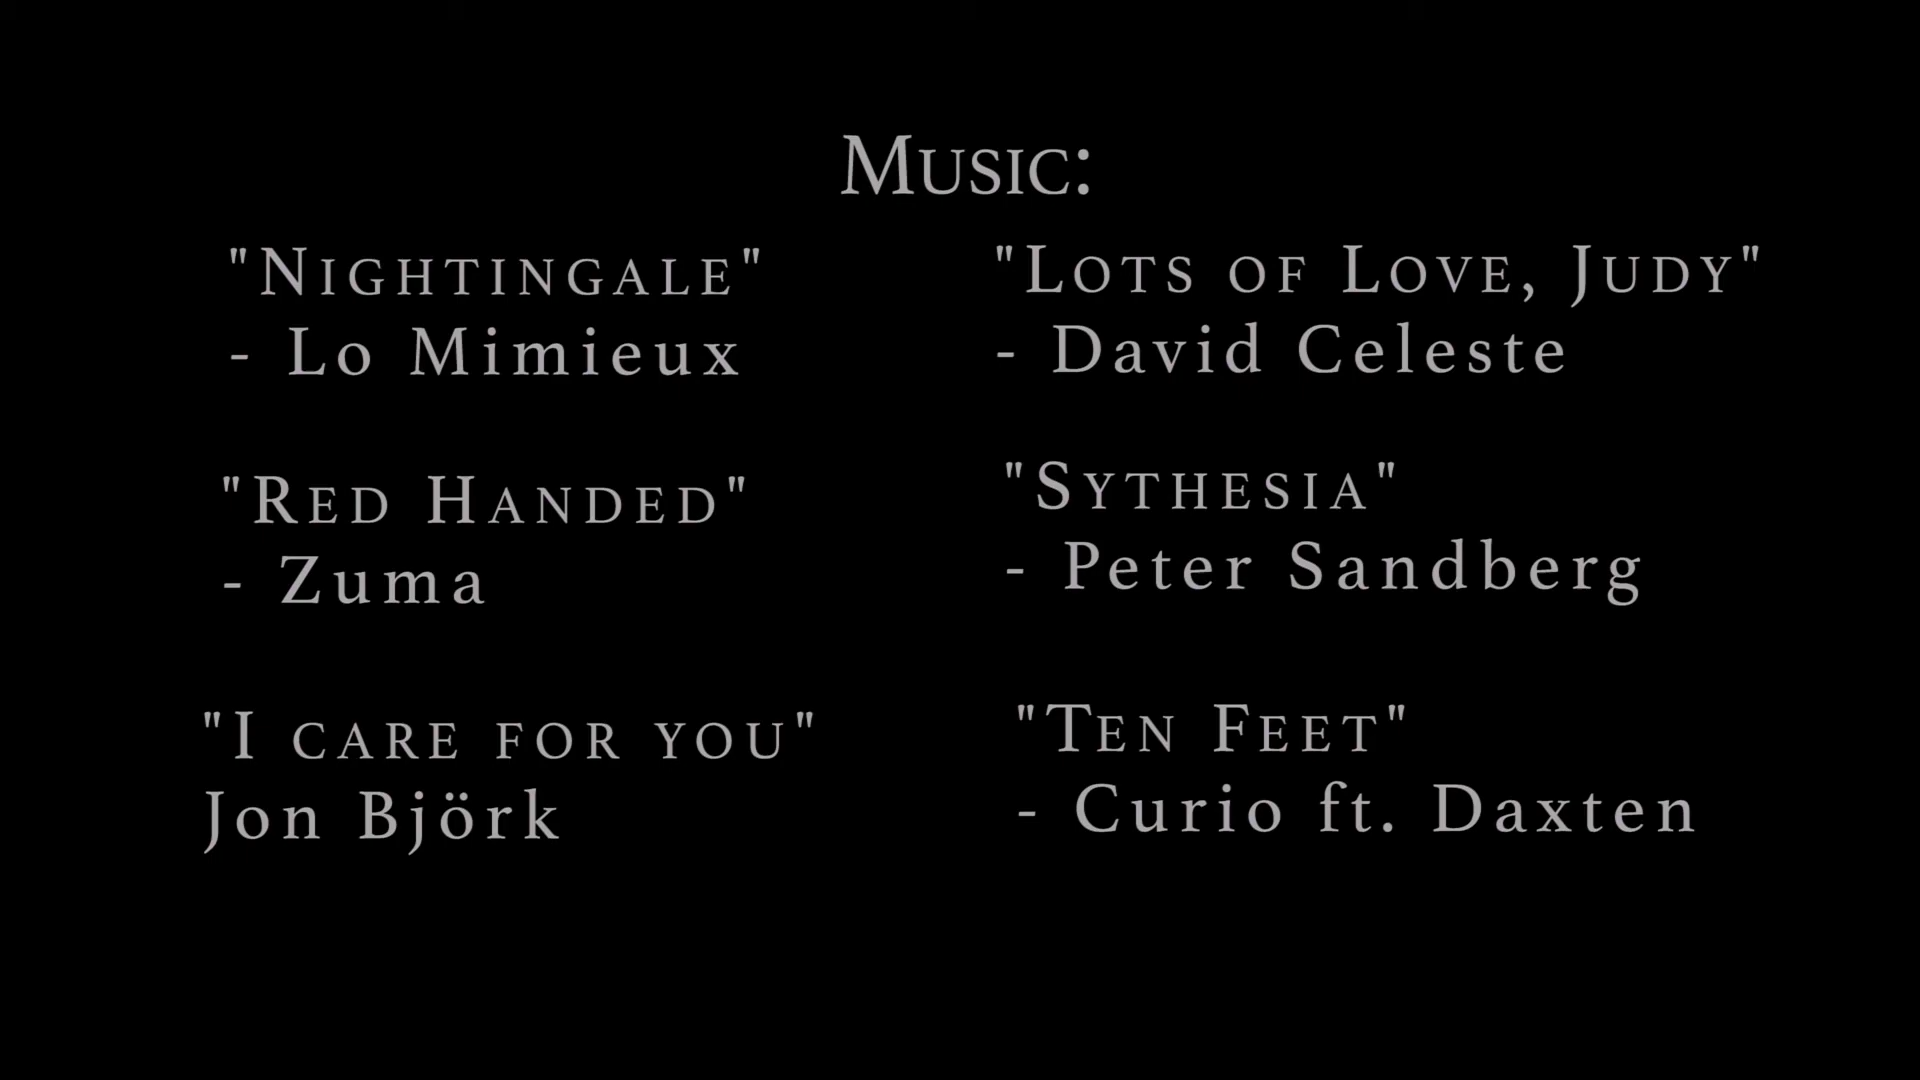 Music:
"Nightingale"
- Lo Mimieux
"Red Handed"
- Zuma
"I care for you"
Jon Björk
"Lots of Love, Judy"
- David Celeste
"Sythesia"
- Peter Sandberg
"Ten Feet"
- Curio ft. Daxten